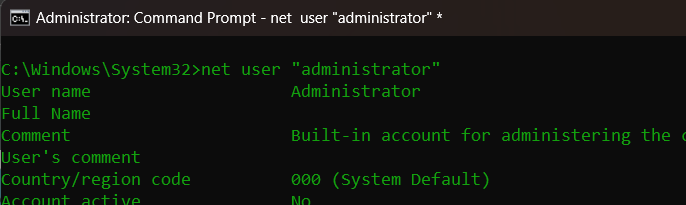 Administrator: Command Prompt - net  user "administrator" *
C:\Windows\System32>net user "administrator"
User name                    Administrator
Full Name
Comment                      Built-in account for administering the
User's comment
Country/region code          000 (System Default)
Account active               No